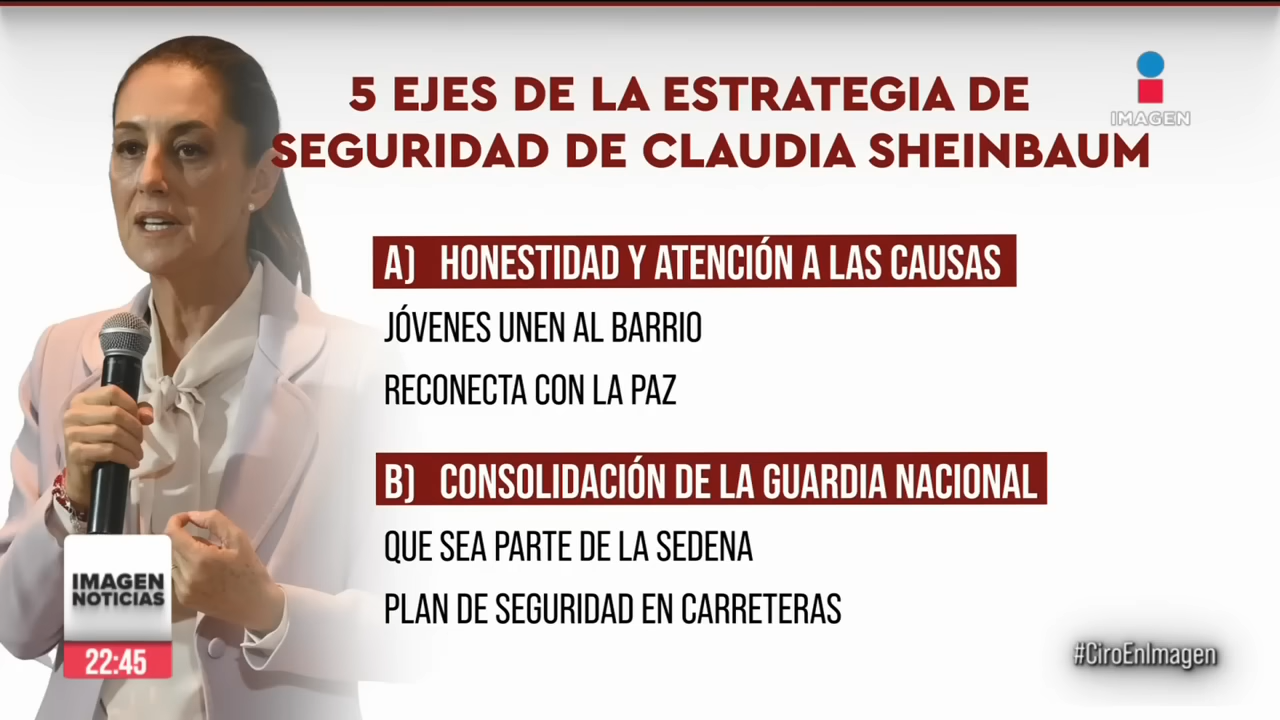 5 EJES DE LA ESTRATEGIA DE
SEGURIDAD DE CLAUDIA SHEINBAUM
IMAGEN
A) HONESTIDAD Y ATENCIÓN A LAS CAUSAS
JÓVENES UNEN AL BARRIO
RECONECTA CON LA PAZ
B) CONSOLIDACIÓN DE LA GUARDIA NACIONAL
QUE SEA PARTE DE LA SEDENA
PLAN DE SEGURIDAD EN CARRETERAS
IMAGEN
NOTICIAS
22:45
#CiroEnImagen